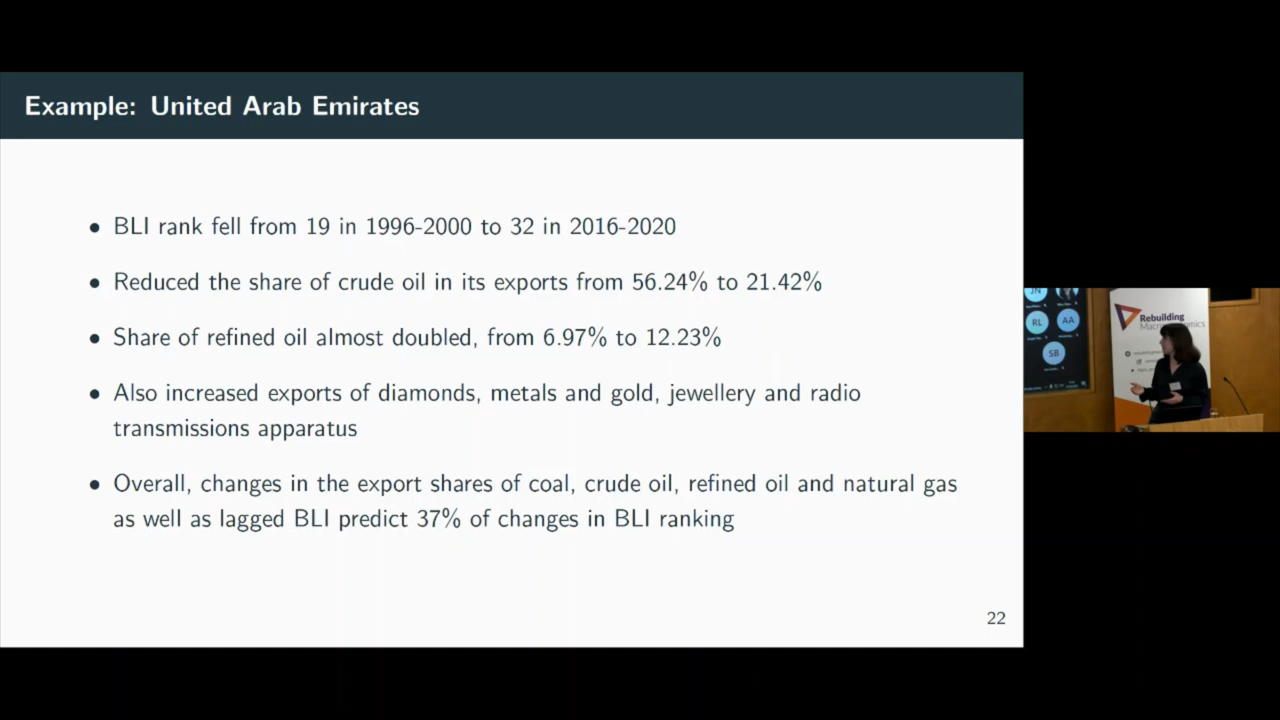 Example: United Arab Emirates
• BLI rank fell from 19 in 1996-2000 to 32 in 2016-2020
• Reduced the share of crude oil in its exports from 56.24% to 21.42%
• Share of refined oil almost doubled, from 6.97% to 12.23%
• Also increased exports of diamonds, metals and gold, jewellery and radio
transmissions apparatus
• Overall, changes in the export shares of coal, crude oil, refined oil and natural gas
as well as lagged BLI predict 37% of changes in BLI ranking
22
JN
RL
AA
SB
Rebuilding